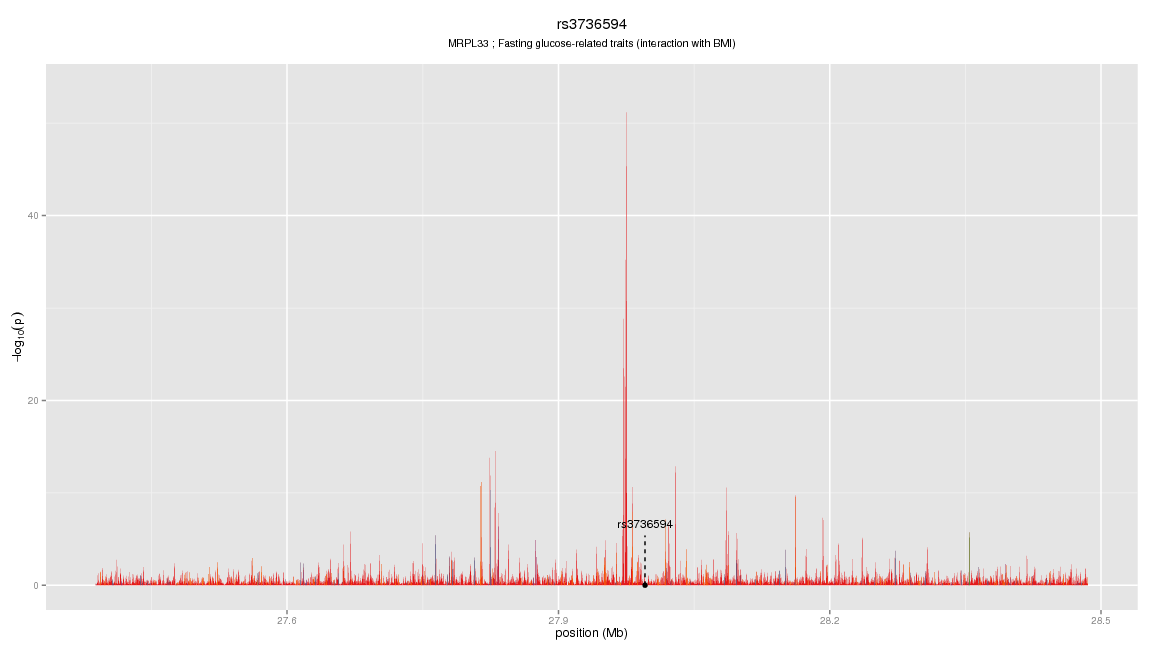 rs3736594
MRPL33 ; Fasting glucose-related traits (interaction with BMI)
−log10(p)
40
20
0
rs3736594
27.6
27.9
28.2
28.5
position (Mb)